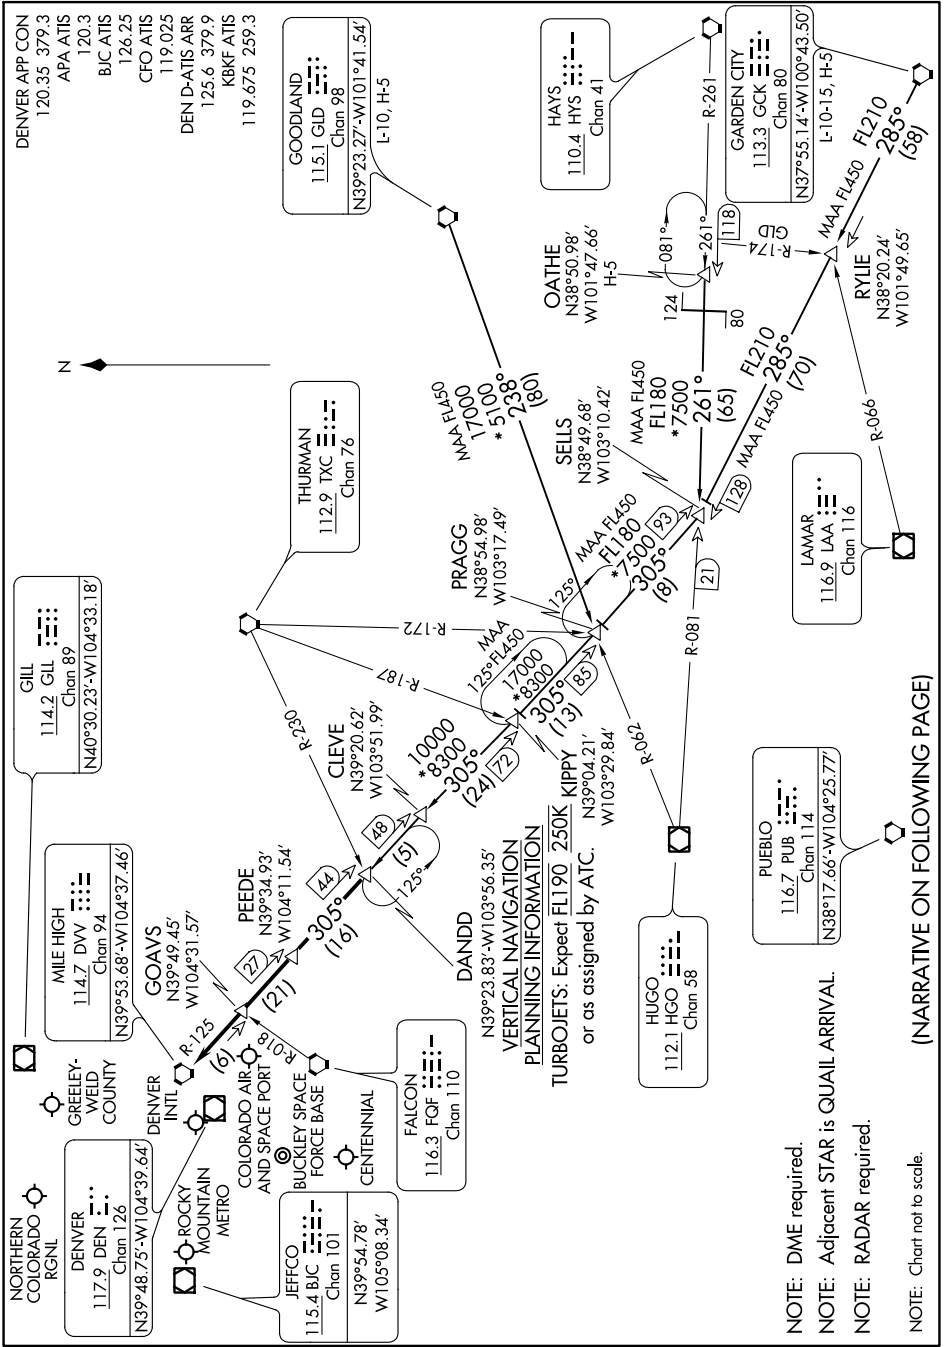 DENVER APP CON
120.35 379.3
APA ATIS
120.3
BJC ATIS
126.25
CFO ATIS
119.025
DEN D-ATIS ARR
125.6 379.9
KBKF ATIS
119.675 259.3
GOODLAND
115.1 GLD
Chan 98
N39°23.27'-W101°41.54'
L-10, H-5
HAYS
110.4 HYS
Chan 41
R-261
GARDEN CITY
113.3 GCK
Chan 80
N37°55.14'-W100°43.50'
L-10-15, H-5
N
THURMAN
112.9 TXC
Chan 76
GILL
114.2 GLL
Chan 89
N40°30.23'-W104°33.18'
MILE HIGH
114.7 DVV
Chan 94
N39°53.68'-W104°37.46'
NORTHERN
COLORADO
RGNL
GREELEY-
WELD
COUNTY
DENVER
INTL
DENVER
117.9 DEN
Chan 126
N39°48.75'-W104°39.64'
ROCKY
MOUNTAIN
METRO
JEFFCO
115.4 BJC
Chan 101
N39°54.78'
W105°08.34'
COLORADO AIR
AND SPACE PORT
BUCKLEY SPACE
FORCE BASE
CENTENNIAL
FALCON
116.3 FQF
Chan 110
R-018
R-125
(6)
GOAVS
N39°49.45'
W104°31.57'
27
(21)
PEEDE
N39°34.93'
W104°11.54'
44
305°
(16)
DANDD
N39°23.83'-W103°56.35'
R-230
48
(5)
125°
CLEVE
N39°20.62'
W103°51.99'
10000
*8300
305°
(24)
72
KIPPY
N39°04.21'
W103°29.84'
R-187
R-172
MAA
FL450
125°
17000
*8300
305°
(13)
85
PRAGG
N38°54.98'
W103°17.49'
125°
MAA FL450
FL180
*7500
305°
(8)
93
MAA FL450
17000
*5100
238°
(80)
SELLS
N38°49.68'
W103°10.42'
128
21
R-081
R-062
MAA FL450
FL180
*7500
261°
(65)
124
80
OATHE
N38°50.98'
W101°47.66'
H-5
081°
261°
118
R-174
GLD
MAA FL450
FL210
285°
(70)
RYLIE
N38°20.24'
W101°49.65'
MAA FL450
FL210
285°
(58)
R-066
LAMAR
116.9 LAA
Chan 116
VERTICAL NAVIGATION
PLANNING INFORMATION
TURBOJETS: Expect FL190 250K
or as assigned by ATC.
HUGO
112.1 HGO
Chan 58
PUEBLO
116.7 PUB
Chan 114
N38°17.66'-W104°25.77'
NOTE: DME required.
NOTE: Adjacent STAR is QUAIL ARRIVAL.
NOTE: RADAR required.
NOTE: Chart not to scale.
(NARRATIVE ON FOLLOWING PAGE)